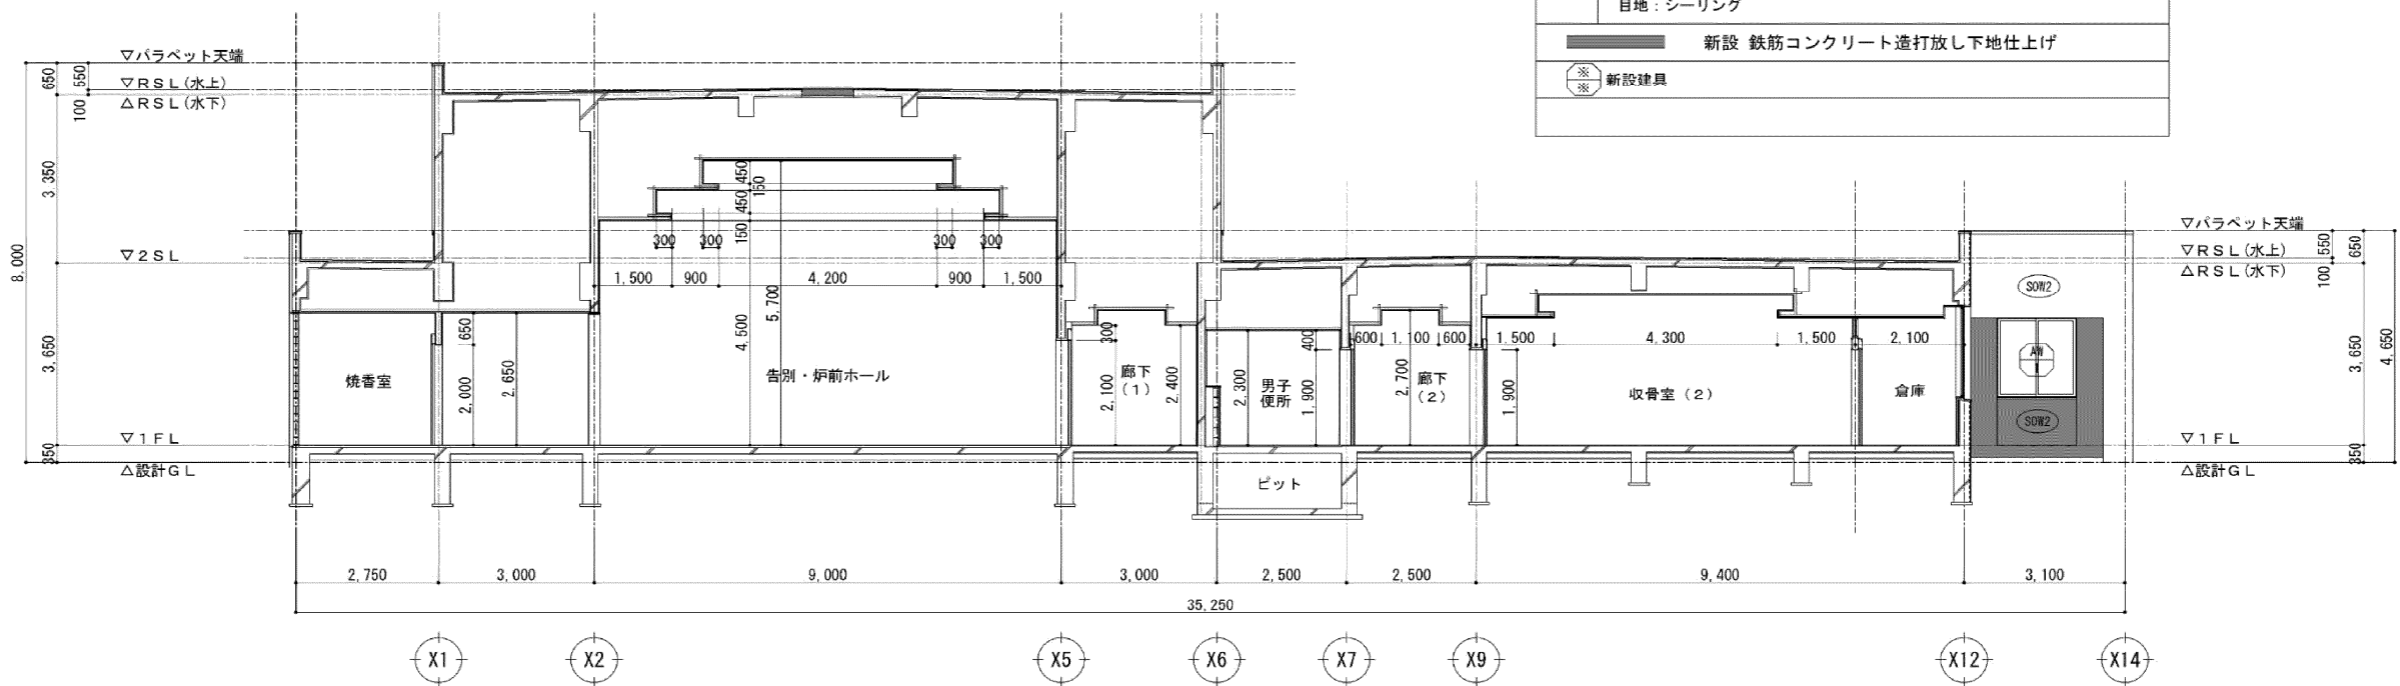 目地：シーリング
新設 鉄筋コンクリート造打放し下地仕上げ
※
※
新設建具
▽パラペット天端
▽RSL(水上)
△RSL(水下)
▽2SL
▽1FL
△設計GL
650
550
100
3,350
8,000
3,650
350
450
150
450
150
300
300
300
300
1,500
900
4,200
900
1,500
5,700
4,500
焼香室
650
2,000
2,650
告別・炉前ホール
300
2,100
廊下
(1)
2,400
2,300
男子
便所
400
1,900
600
1,100
600
2,700
廊下
(2)
1,500
4,300
1,500
2,100
1,900
収骨室(2)
倉庫
ピット
SOW2
AW
1
SOW2
▽パラペット天端
▽RSL(水上)
△RSL(水下)
▽1FL
△設計GL
550
650
100
3,650
4,650
350
2,750
3,000
9,000
3,000
2,500
2,500
9,400
3,100
35,250
X1
X2
X5
X6
X7
X9
X12
X14